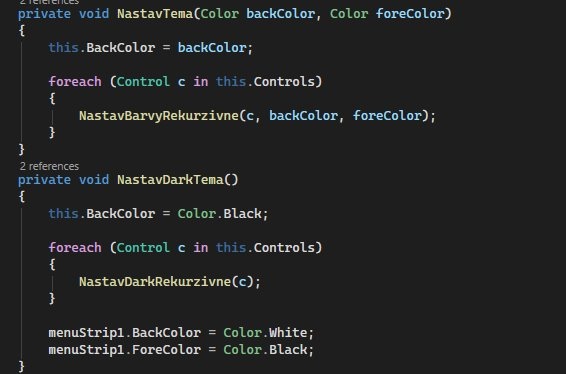 2 references
private void NastavTema(Color backColor, Color foreColor)
{
this.BackColor = backColor;
foreach (Control c in this.Controls)
{
NastavBarvyRekurzivne(c, backColor, foreColor);
}
}
2 references
private void NastavDarkTema()
{
this.BackColor = Color.Black;
foreach (Control c in this.Controls)
{
NastavDarkRekurzivne(c);
}
menuStrip1.BackColor = Color.White;
menuStrip1.ForeColor = Color.Black;
}